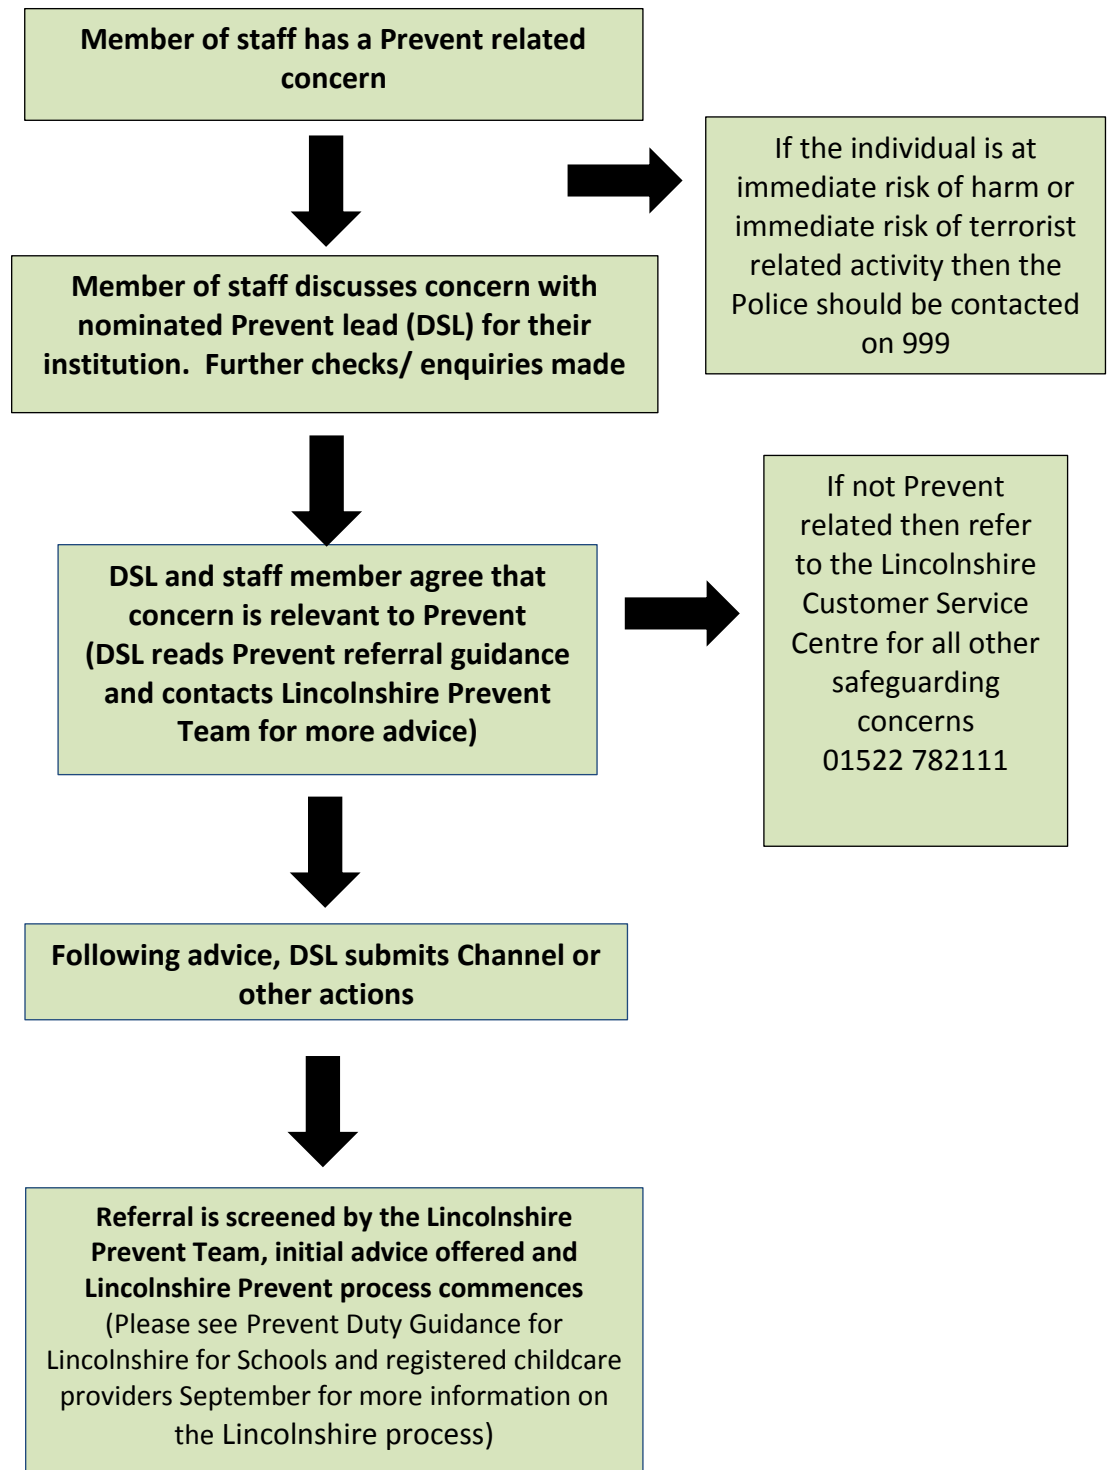 Member of staff has a Prevent related
concern
If the individual is at
immediate risk of harm or
immediate risk of terrorist
related activity then the
Police should be contacted
on 999
Member of staff discusses concern with
nominated Prevent lead (DSL) for their
institution.  Further checks/ enquiries made
If not Prevent
related then refer
to the Lincolnshire
Customer Service
Centre for all other
safeguarding
concerns
01522 782111
DSL and staff member agree that
concern is relevant to Prevent
(DSL reads Prevent referral guidance
and contacts Lincolnshire Prevent
Team for more advice)
Following advice, DSL submits Channel or
other actions
Referral is screened by the Lincolnshire
Prevent Team, initial advice offered and
Lincolnshire Prevent process commences
(Please see Prevent Duty Guidance for
Lincolnshire for Schools and registered childcare
providers September for more information on
the Lincolnshire process)